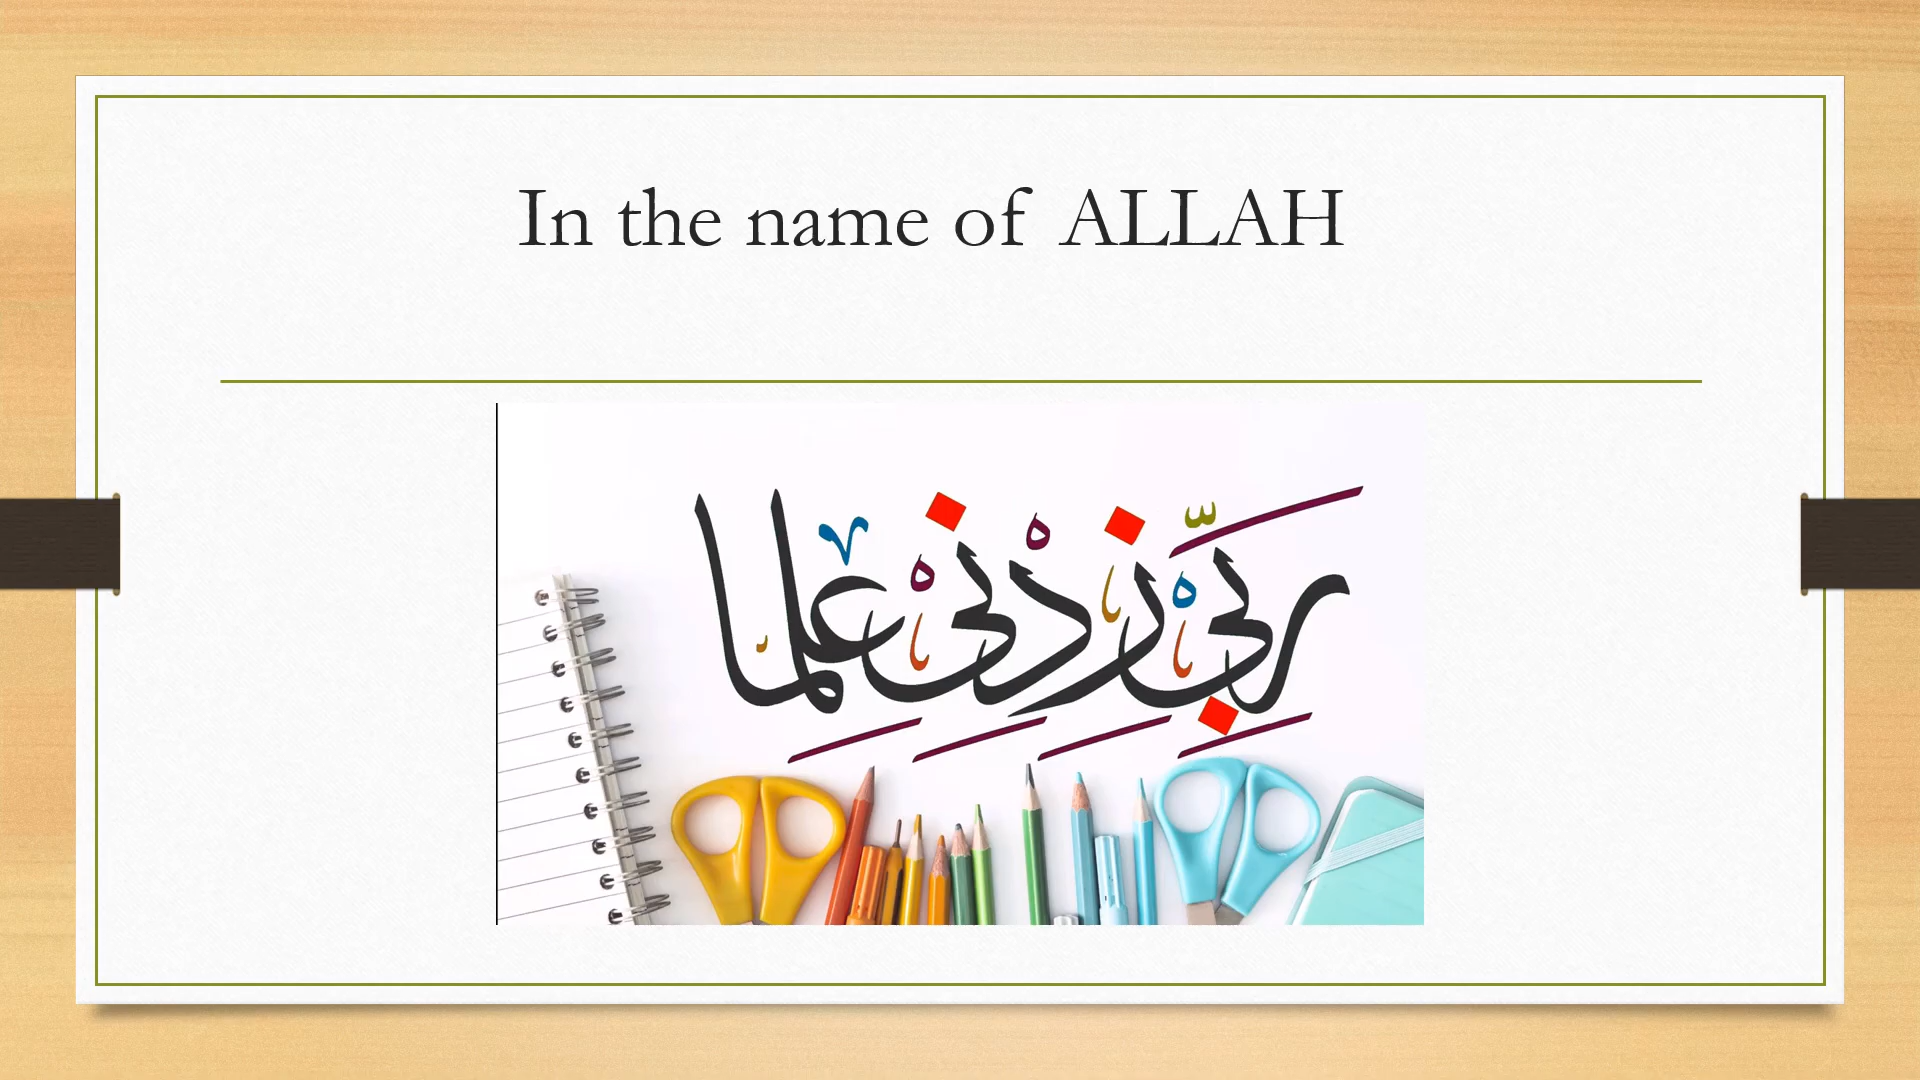 In the name of ALLAH
رَبِّ زِدْنِي عِلْمًا